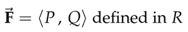 F⃗ = ⟨P, Q⟩ defined in R